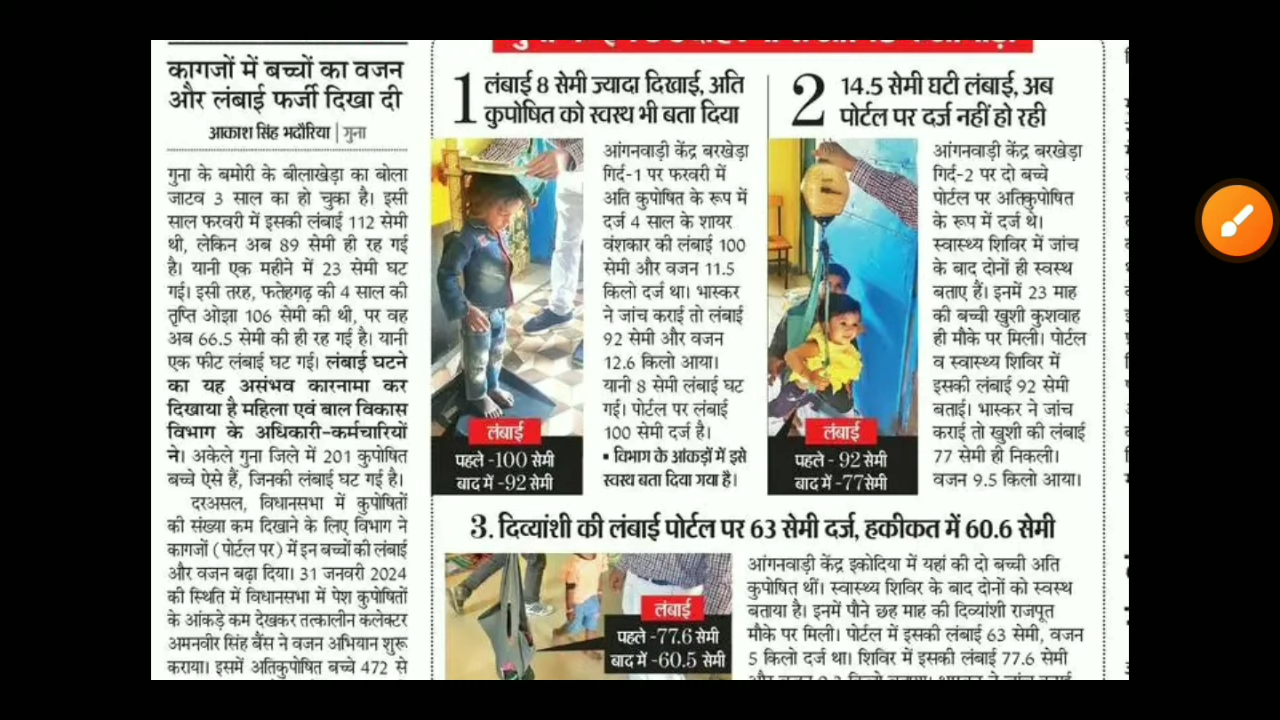 कागजों में बच्चों का वजन
और लंबाई फर्जी दिखा दी
आकाश सिंह भदौरिया | गुना
गुना के बमोरी के बीलाखेड़ा का बोला
जाटव 3 साल का हो चुका है। इसी
साल फरवरी में इसकी लंबाई 112 सेमी
थी, लेकिन अब 89 सेमी ही रह गई
है। यानी एक महीने में 23 सेमी घट
गई। इसी तरह, फतेहगढ़ की 4 साल की
तृप्ति ओझा 106 सेमी की थी, पर वह
अब 66.5 सेमी की ही रह गई है। यानी
एक फीट लंबाई घट गई। लंबाई घटने
का यह असंभव कारनामा कर
दिखाया है महिला एवं बाल विकास
विभाग के अधिकारी-कर्मचारियों
ने। अकेले गुना जिले में 201 कुपोषित
बच्चे ऐसे हैं, जिनकी लंबाई घट गई है।
दरअसल, विधानसभा में कुपोषितों
की संख्या कम दिखाने के लिए विभाग ने
कागजों (पोर्टल पर) में इन बच्चों की लंबाई
और वजन बढ़ा दिया। 31 जनवरी 2024
की स्थिति में विधानसभा में पेश कुपोषितों
के आंकड़े कम देखकर तत्कालीन कलेक्टर
अमनवीर सिंह बैंस ने वजन अभियान शुरू
कराया। इसमें अतिकुपोषित बच्चे 472 से
1 लंबाई 8 सेमी ज्यादा दिखाई, अति
कुपोषित को स्वस्थ भी बता दिया
आंगनवाड़ी केंद्र बरखेड़ा
गिर्द-1 पर फरवरी में
अति कुपोषित के रूप में
दर्ज 4 साल के शायर
वंशकार की लंबाई 100
सेमी और वजन 11.5
किलो दर्ज था। भास्कर
ने जांच कराई तो लंबाई
92 सेमी और वजन
12.6 किलो आया।
यानी 8 सेमी लंबाई घट
गई। पोर्टल पर लंबाई
100 सेमी दर्ज है।
▪ विभाग के आंकड़ों में इसे
स्वस्थ बता दिया गया है।
लंबाई
पहले -100 सेमी
बाद में -92 सेमी
2 14.5 सेमी घटी लंबाई, अब
पोर्टल पर दर्ज नहीं हो रही
आंगनवाड़ी केंद्र बरखेड़ा
गिर्द-2 पर दो बच्चे
पोर्टल पर अतिकुपोषित
के रूप में दर्ज थे।
स्वास्थ्य शिविर में जांच
के बाद दोनों ही स्वस्थ
बताए हैं। इनमें 23 माह
की बच्ची खुशी कुशवाह
ही मौके पर मिली। पोर्टल
व स्वास्थ्य शिविर में
इसकी लंबाई 92 सेमी
बताई। भास्कर ने जांच
कराई तो खुशी की लंबाई
77 सेमी ही निकली।
वजन 9.5 किलो आया।
लंबाई
पहले - 92 सेमी
बाद में -77 सेमी
3. दिव्यांशी की लंबाई पोर्टल पर 63 सेमी दर्ज, हकीकत में 60.6 सेमी
लंबाई
पहले -77.6 सेमी
बाद में -60.5 सेमी
आंगनवाड़ी केंद्र इकोदिया में यहां की दो बच्ची अति
कुपोषित थीं। स्वास्थ्य शिविर के बाद दोनों को स्वस्थ
बताया है। इनमें पौने छह माह की दिव्यांशी राजपूत
मौके पर मिली। पोर्टल में इसकी लंबाई 63 सेमी, वजन
5 किलो दर्ज था। शिविर में इसकी लंबाई 77.6 सेमी